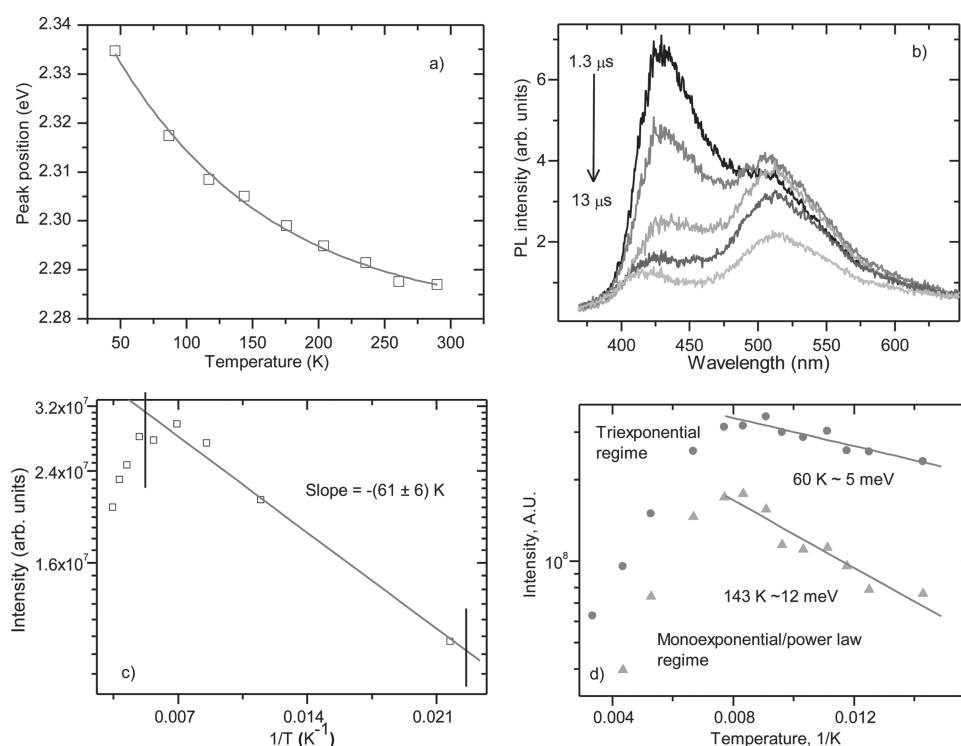 2.34
2.33
2.32
2.31
2.30
2.29
2.28
Peak position (eV)
a)
50 100 150 200 250 300
Temperature (K)
b)
6
4
2
PL intensity (arb. units)
1.3 μs
13 μs
400 450 500 550 600
Wavelength (nm)
3.2x10⁷
2.4x10⁷
1.6x10⁷
Intensity (arb. units)
Slope = -(61 ± 6) K
c)
0.007 0.014 0.021
1/T (K⁻¹)
10⁸
Intensity, A.U.
Triexponential
regime
60 K ~ 5 meV
143 K ~12 meV
Monoexponential/power law
regime
d)
0.004 0.008 0.012
Temperature, 1/K